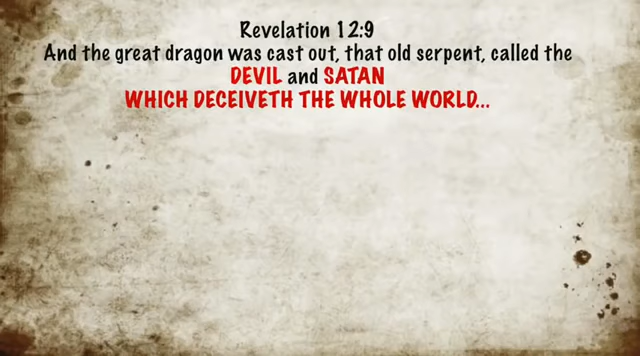 Revelation 12:9
And the great dragon was cast out, that old serpent, called the
DEVIL and SATAN
WHICH DECEIVETH THE WHOLE WORLD...